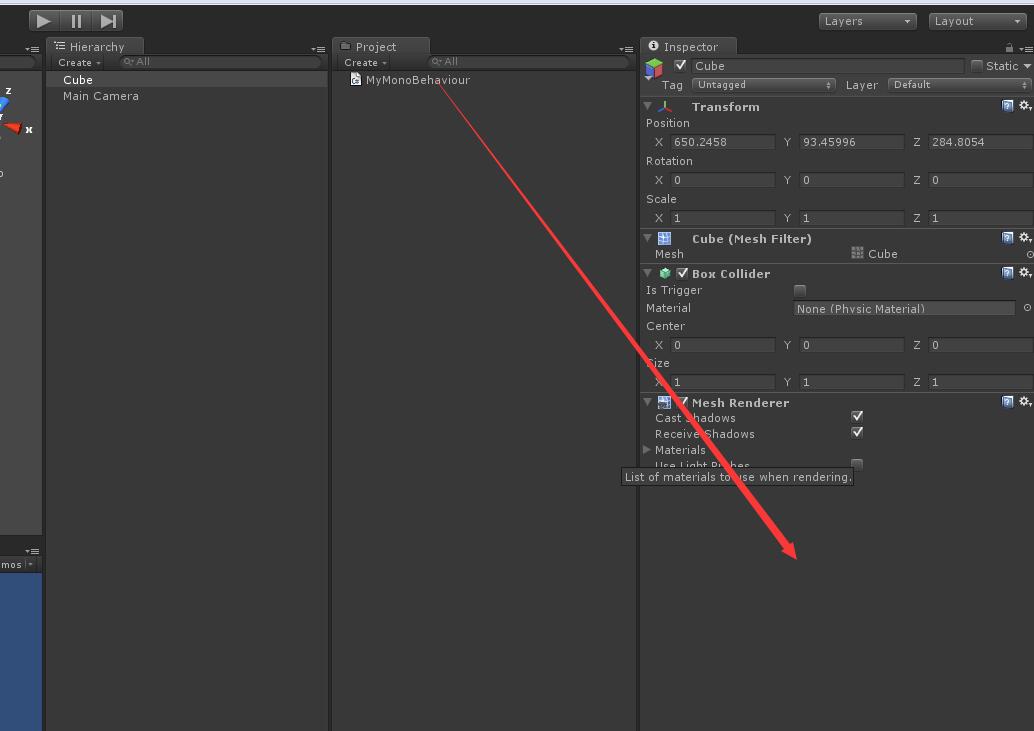 Layers Layout
Hierarchy Project Inspector
Create All Create All Cube Static
Cube MyMonoBehaviour Tag Untagged Layer Default
Main Camera
z
x
Transform
Position
X 650.2458 Y 93.45996 Z 284.8054
Rotation
X 0 Y 0 Z 0
Scale
X 1 Y 1 Z 1
Cube (Mesh Filter)
Mesh Cube
Box Collider
Is Trigger
Material None (Physic Material)
Center
X 0 Y 0 Z 0
Size
X 1 Y 1 Z 1
Mesh Renderer
Cast Shadows
Receive Shadows
Materials
Use Light Probes
List of materials to use when rendering.
mos